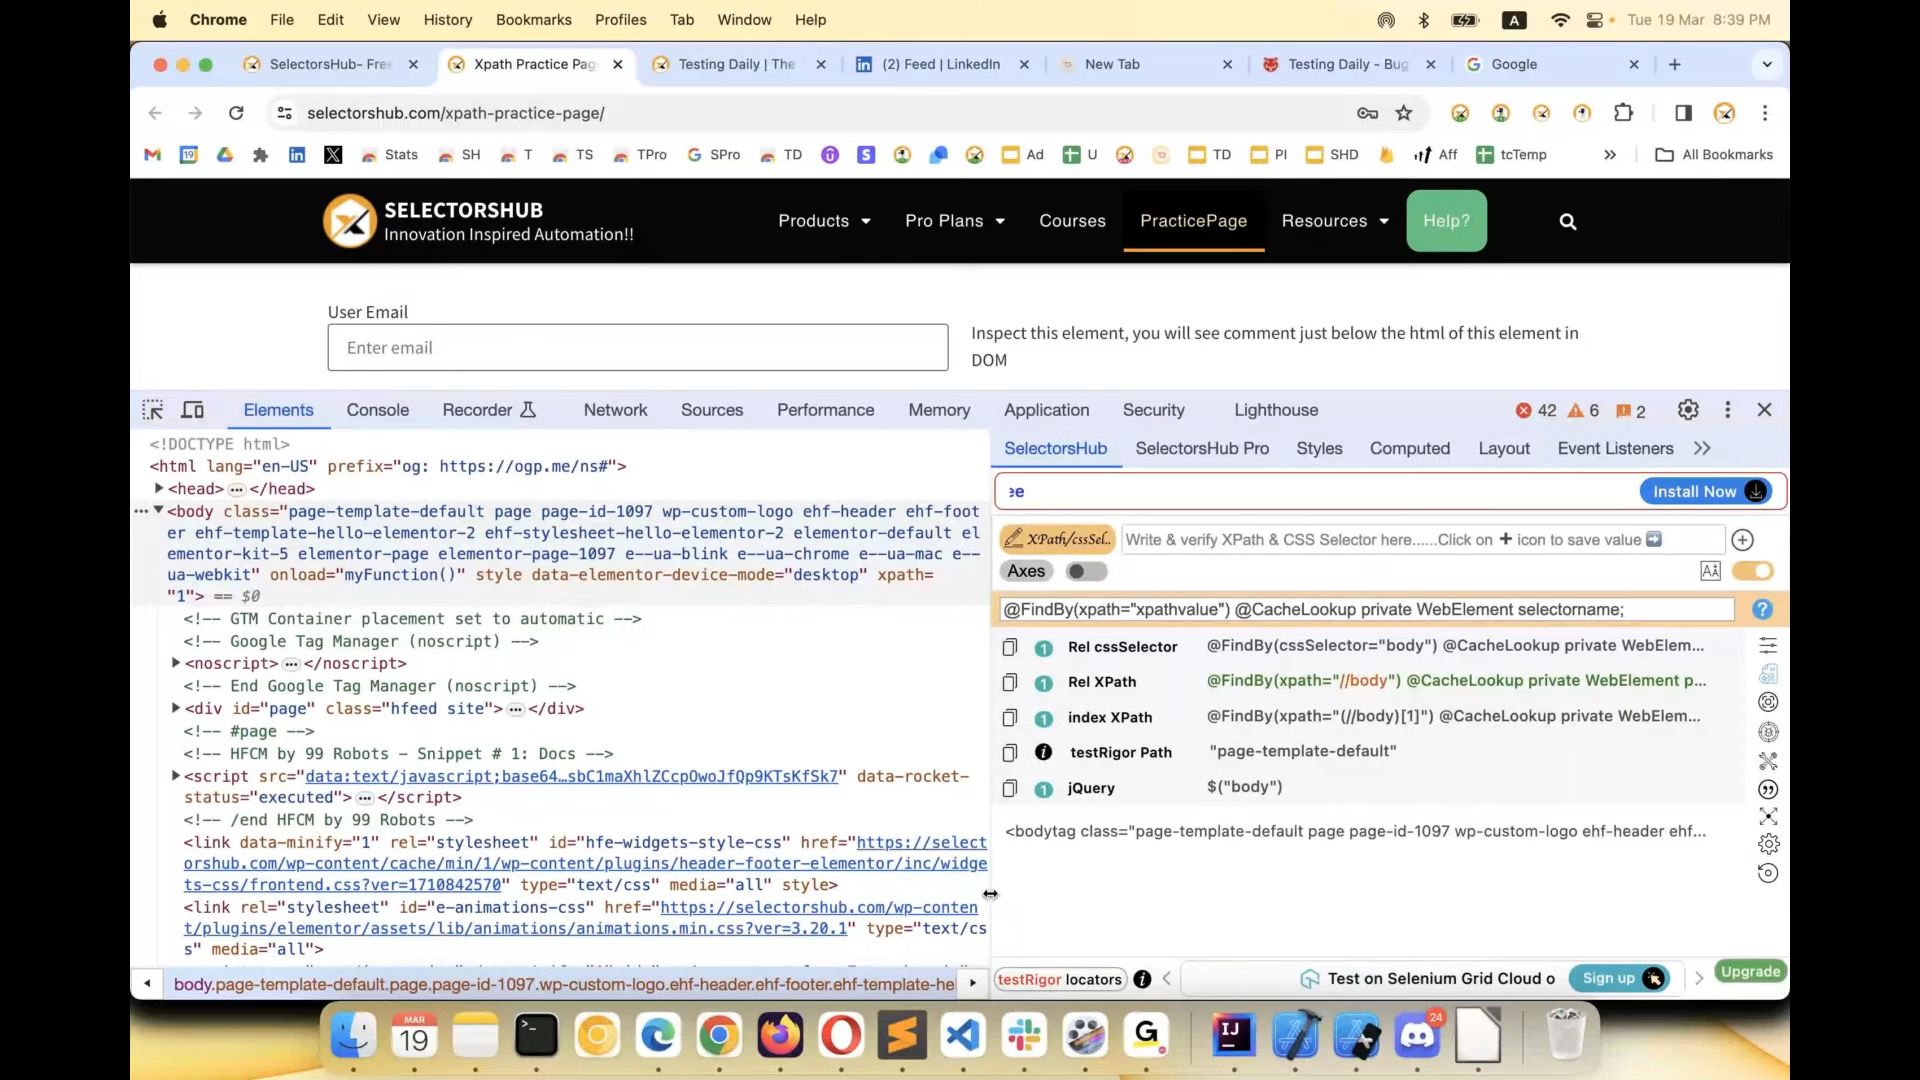 Chrome File Edit View History Bookmarks Profiles Tab Window Help A Tue 19 Mar 8:39 PM
SelectorsHub- Free Xpath Practice Pag Testing Daily | The (2) Feed | LinkedIn New Tab Testing Daily - Bug Google
selectorshub.com/xpath-practice-page/
19 Stats SH T TS TPro SPro TD Ad U TD PI SHD Aff tcTemp All Bookmarks
SELECTORSHUB
Innovation Inspired Automation!!
Products Pro Plans Courses PracticePage Resources Help?
User Email
Enter email
Inspect this element, you will see comment just below the html of this element in
DOM
Elements Console Recorder Network Sources Performance Memory Application Security Lighthouse 42 6 2
<!DOCTYPE html>
<html lang="en-US" prefix="og: https://ogp.me/ns#">
<head> … </head>
… <body class="page-template-default page page-id-1097 wp-custom-logo ehf-header ehf-foot
er ehf-template-hello-elementor-2 ehf-stylesheet-hello-elementor-2 elementor-default el
ementor-kit-5 elementor-page elementor-page-1097 e--ua-blink e--ua-chrome e--ua-mac e--
ua-webkit" onload="myFunction()" style data-elementor-device-mode="desktop" xpath=
"1"> == $0
<!-- GTM Container placement set to automatic -->
<!-- Google Tag Manager (noscript) -->
<noscript> … </noscript>
<!-- End Google Tag Manager (noscript) -->
<div id="page" class="hfeed site"> … </div>
<!-- #page -->
<!-- HFCM by 99 Robots - Snippet # 1: Docs -->
<script src="data:text/javascript;base64…sbC1maXhlZCcpOwoJfQp9KTsKfSk7" data-rocket-
status="executed"> … </script>
<!-- /end HFCM by 99 Robots -->
<link data-minify="1" rel="stylesheet" id="hfe-widgets-style-css" href="https://select
orshub.com/wp-content/cache/min/1/wp-content/plugins/header-footer-elementor/inc/widge
ts-css/frontend.css?ver=1710842570" type="text/css" media="all" style>
<link rel="stylesheet" id="e-animations-css" href="https://selectorshub.com/wp-conten
t/plugins/elementor/assets/lib/animations/animations.min.css?ver=3.20.1" type="text/cs
s" media="all">
body.page-template-default.page.page-id-1097.wp-custom-logo.ehf-header.ehf-footer.ehf-template-he
SelectorsHub SelectorsHub Pro Styles Computed Layout Event Listeners
ee Install Now
XPath/cssSel.. Write & verify XPath & CSS Selector here......Click on + icon to save value
Axes
@FindBy(xpath="xpathvalue") @CacheLookup private WebElement selectorname; ?
1 Rel cssSelector @FindBy(cssSelector="body") @CacheLookup private WebElem...
1 Rel XPath @FindBy(xpath="//body") @CacheLookup private WebElement p...
1 index XPath @FindBy(xpath="(//body)[1]") @CacheLookup private WebElem...
i testRigor Path "page-template-default"
1 jQuery $("body")
<bodytag class="page-template-default page page-id-1097 wp-custom-logo ehf-header ehf...
testRigor locators i Test on Selenium Grid Cloud o Sign up Upgrade
MAR
19 G IJ 24